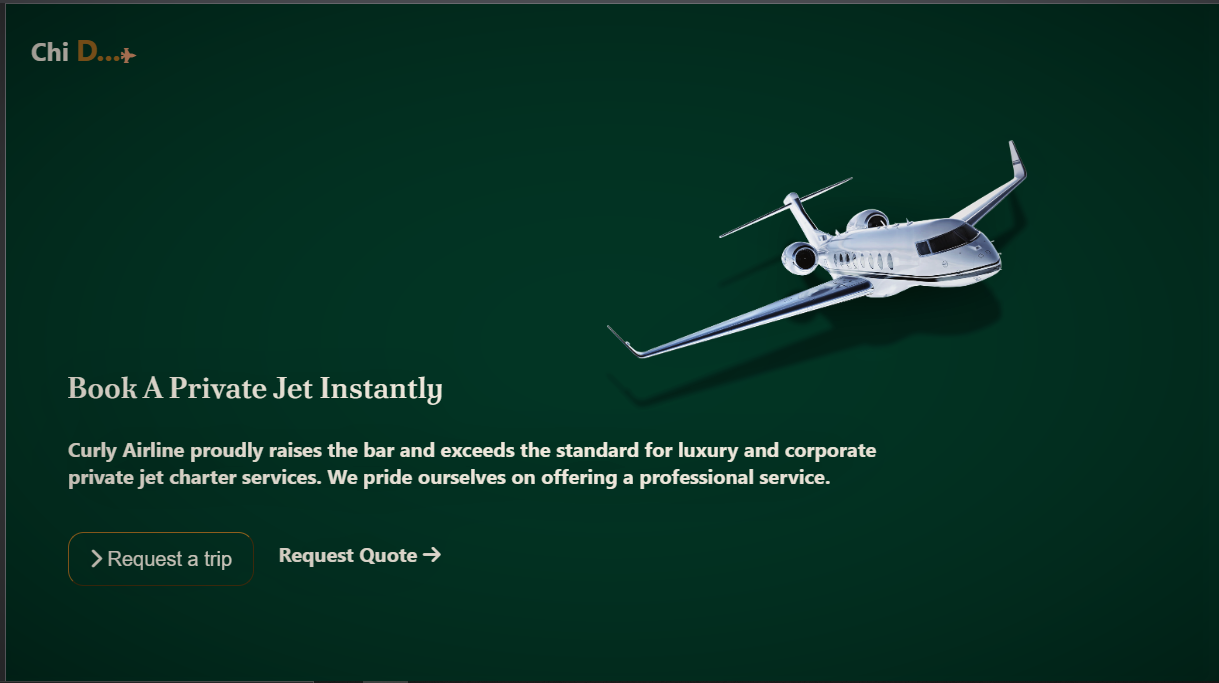 Chi D...
Book A Private Jet Instantly
Curly Airline proudly raises the bar and exceeds the standard for luxury and corporate
private jet charter services. We pride ourselves on offering a professional service.
Request a trip
Request Quote